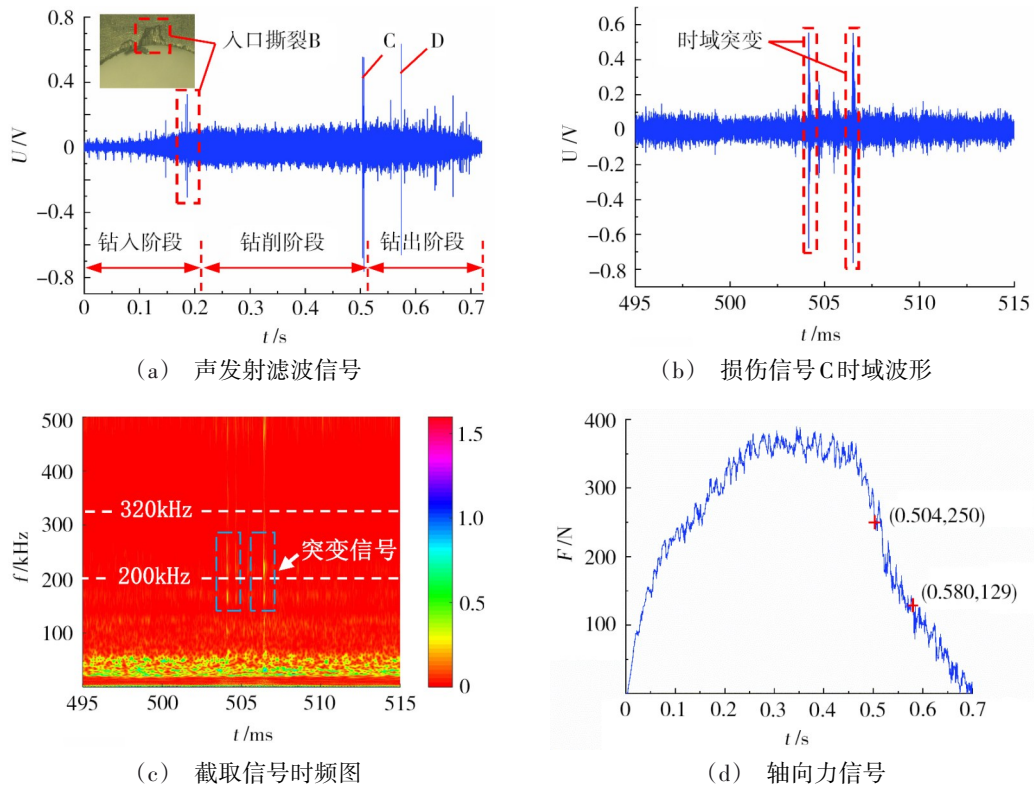 入口撕裂B
C
D
U/V
0.8
0.4
0
-0.4
-0.8
钻入阶段
钻削阶段
钻出阶段
0 0.1 0.2 0.3 0.4 0.5 0.6 0.7
t/s
(a) 声发射滤波信号
时域突变
U/V
0.8
0.6
0.4
0.2
0
-0.2
-0.4
-0.6
-0.8
495 500 505 510 515
t/ms
(b) 损伤信号C时域波形
f/kHz
500
400
300
200
100
320kHz
突变信号
200kHz
1.5
1.0
0.5
0
495 500 505 510 515
t/ms
(c) 截取信号时频图
F/N
400
300
200
100
(0.504,250)
(0.580,129)
0 0.1 0.2 0.3 0.4 0.5 0.6 0.7
t/s
(d) 轴向力信号